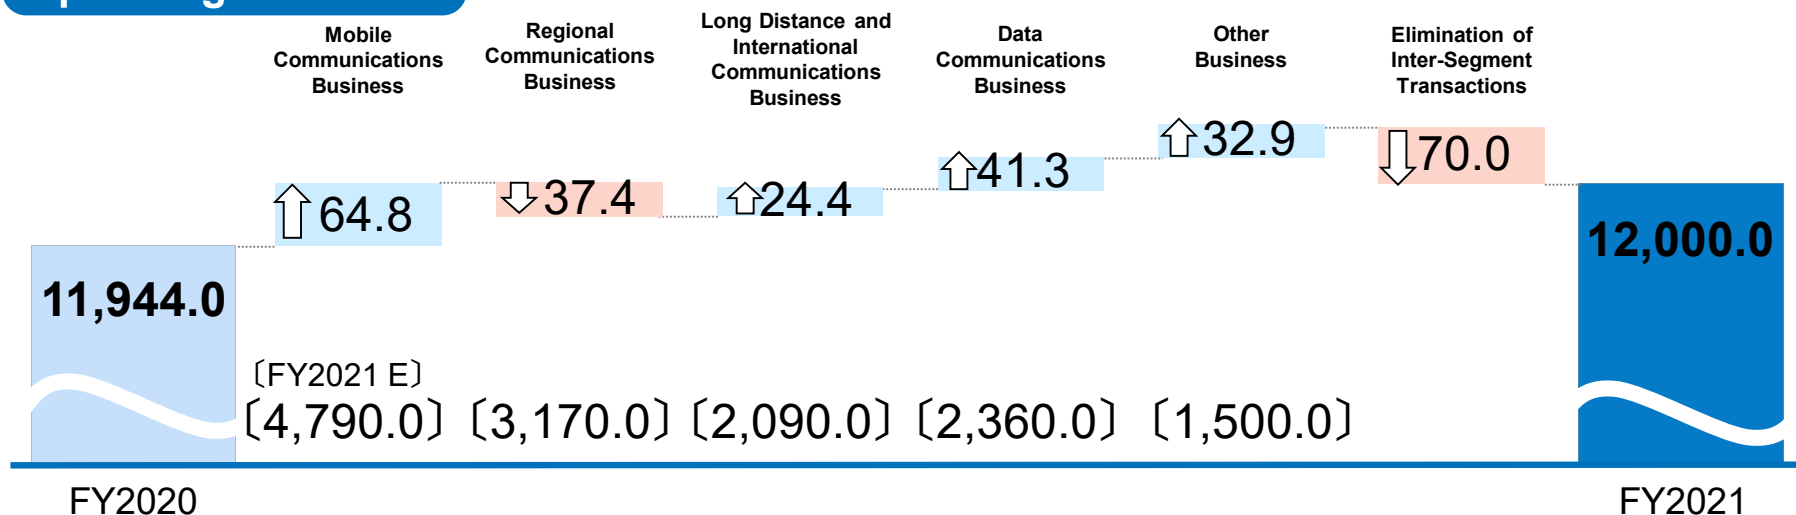 Mobile
Communications
Business
Regional
Communications
Business
Long Distance and
International
Communications
Business
Data
Communications
Business
Other
Business
Elimination of
Inter-Segment
Transactions
64.8
37.4
24.4
41.3
32.9
70.0
11,944.0
12,000.0
〔FY2021 E〕
〔4,790.0〕
〔3,170.0〕
〔2,090.0〕
〔2,360.0〕
〔1,500.0〕
FY2020
FY2021